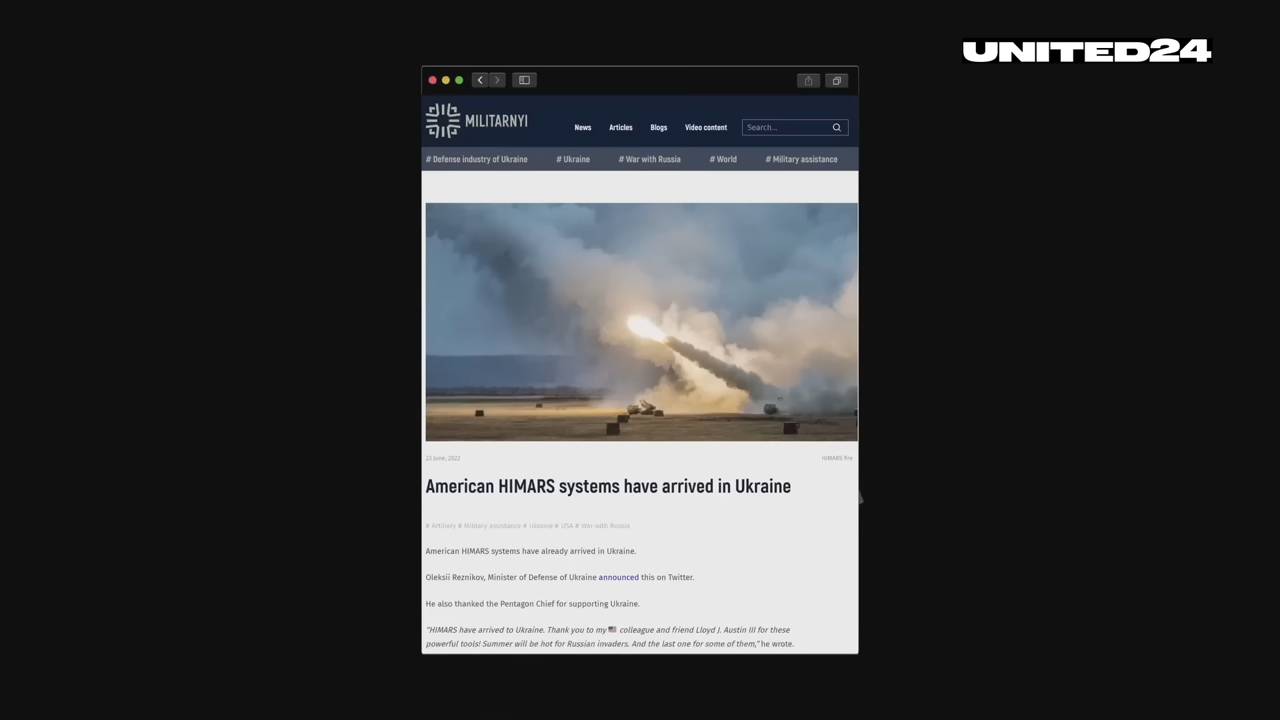 UNITED24
MILITARNYI
News Articles Blogs Video content Search...
# Defense industry of Ukraine # Ukraine # War with Russia # World # Military assistance
23 June, 2022 HIMARS fire
American HIMARS systems have arrived in Ukraine
# Artillery # Military assistance # Ukraine # USA # War with Russia
American HIMARS systems have already arrived in Ukraine.
Oleksii Reznikov, Minister of Defense of Ukraine announced this on Twitter.
He also thanked the Pentagon Chief for supporting Ukraine.
"HIMARS have arrived to Ukraine. Thank you to my 🇺🇸 colleague and friend Lloyd J. Austin III for these
powerful tools! Summer will be hot for Russian invaders. And the last one for some of them," he wrote.